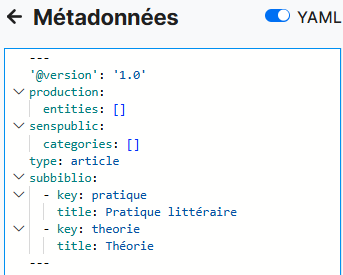 ← Métadonnées YAML
---
'@version': '1.0'
production:
  entities: []
senspublic:
  categories: []
type: article
subbiblio:
  - key: pratique
    title: Pratique littéraire
  - key: theorie
    title: Théorie
---